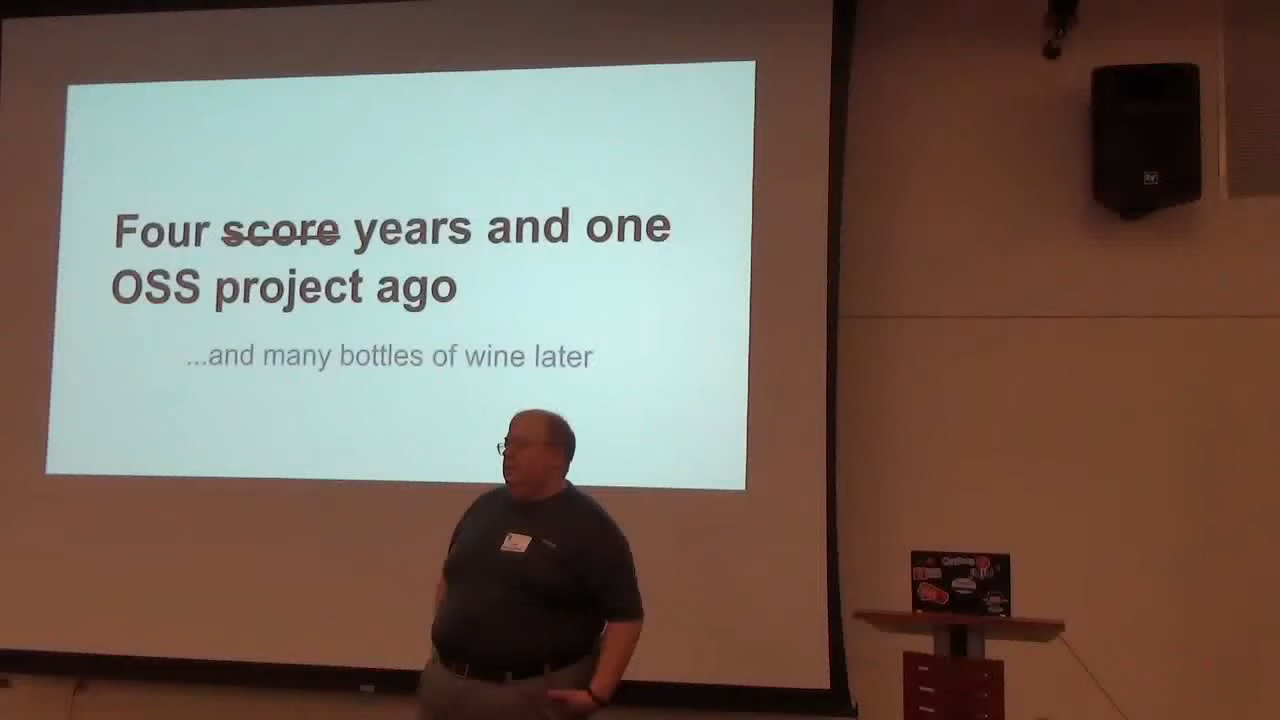 Four score years and one
OSS project ago
...and many bottles of wine later